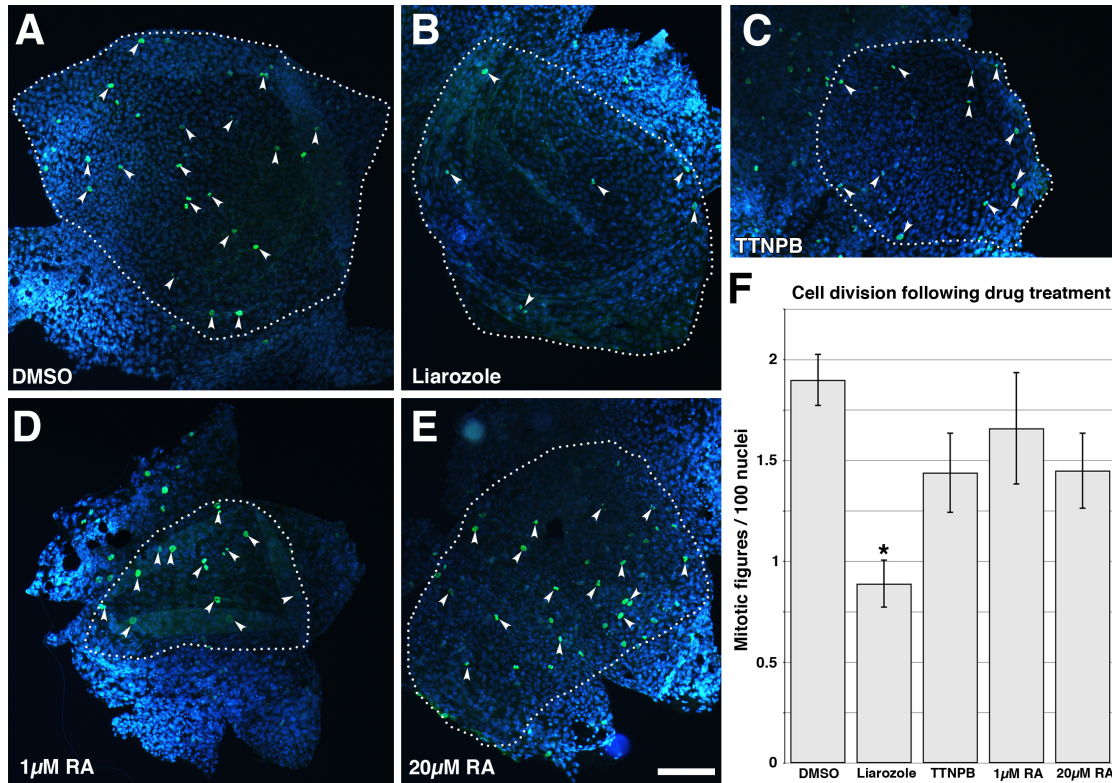 A
DMSO
B
Liarozole
C
TTNPB
D
1µM RA
E
20µM RA
F
Cell division following drug treatment
Mitotic figures / 100 nuclei
2
1.5
1
0.5
0
*
DMSO Liarozole TTNPB 1µM RA 20µM RA